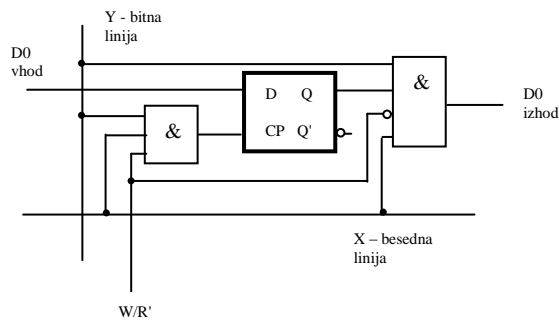 Y - bitna
linija
D0
vhod
&
D Q
CP Q'
&
D0
izhod
X – besedna
linija
W/R'